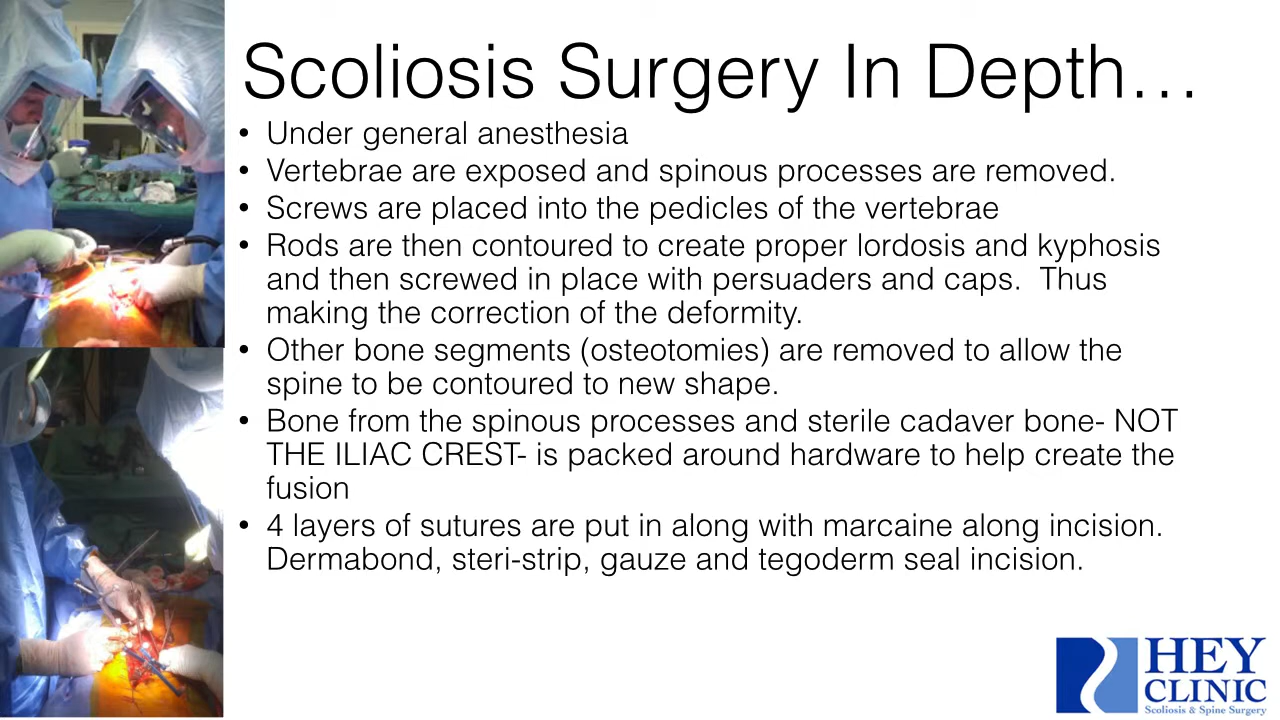 Scoliosis Surgery In Depth…
• Under general anesthesia
• Vertebrae are exposed and spinous processes are removed.
• Screws are placed into the pedicles of the vertebrae
• Rods are then contoured to create proper lordosis and kyphosis
and then screwed in place with persuaders and caps.  Thus
making the correction of the deformity.
• Other bone segments (osteotomies) are removed to allow the
spine to be contoured to new shape.
• Bone from the spinous processes and sterile cadaver bone- NOT
THE ILIAC CREST- is packed around hardware to help create the
fusion
• 4 layers of sutures are put in along with marcaine along incision.
Dermabond, steri-strip, gauze and tegoderm seal incision.
HEY
CLINIC
Scoliosis & Spine Surgery